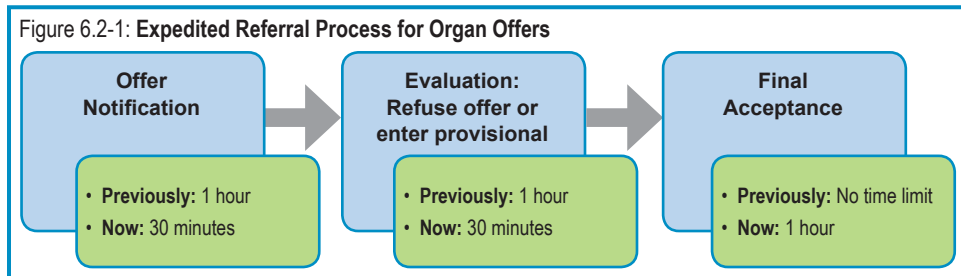 Figure 6.2-1: Expedited Referral Process for Organ Offers
Offer
Notification
• Previously: 1 hour
• Now: 30 minutes
Evaluation:
Refuse offer or
enter provisional
• Previously: 1 hour
• Now: 30 minutes
Final
Acceptance
• Previously: No time limit
• Now: 1 hour